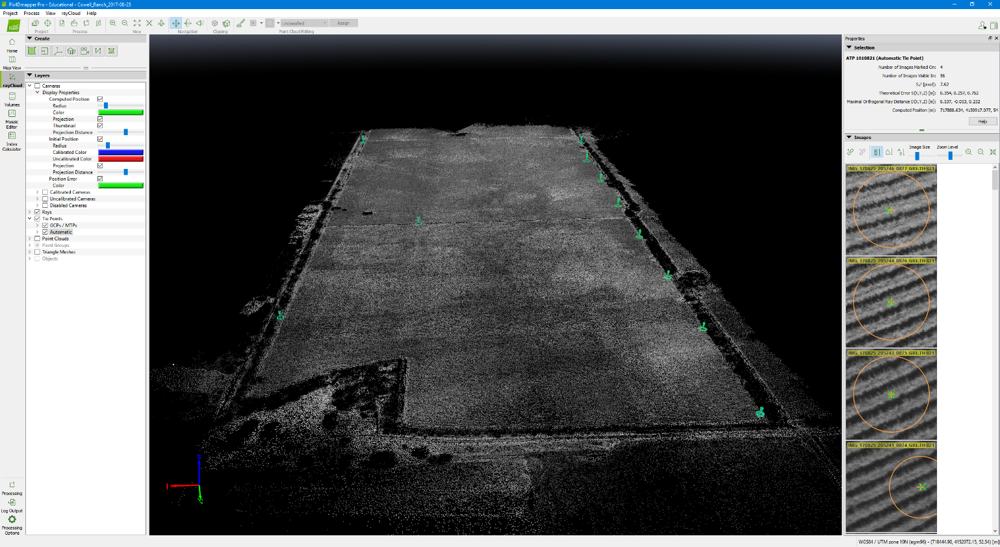 Pix4Dmapper Pro - Educational - Cowell_Ranch_2017-08-25
Project Process View rayCloud Help
Unclassified Assign
Project Process View Navigation Clipping Point Cloud Editing
Home
Map View
rayCloud
Volumes
Mosaic
Editor
Index
Calculator
Processing
Log Output
Processing
Options
Create
Layers
Cameras
Display Properties
Computed Position
Radius
Color
Projection
Thumbnail
Projection Distance
Initial Position
Radius
Calibrated Color
Uncalibrated Color
Projection
Projection Distance
Position Error
Color
Calibrated Cameras
Uncalibrated Cameras
Disabled Cameras
Rays
Tie Points
GCPs / MTPs
Automatic
Point Clouds
Point Groups
Triangle Meshes
Objects
Properties
Selection
ATP 1010821 (Automatic Tie Point)
Number of Images Marked On: 4
Number of Images Visible In: 56
S₀² [pixel]: 7.62
Theoretical Error S(X,Y,Z) [m]: 0.354, 0.257, 0.762
Maximal Orthogonal Ray Distance D(X,Y,Z) [m]: 0.537, -0.053, 0.232
Computed Position [m]: 717888.634, 4150917.077, 54
Help
Images
Image Size Zoom Level
IMG_170825_205246_0877_GRE.TIF821
IMG_170825_205244_0876_GRE.TIF821
IMG_170825_205243_0875_GRE.TIF821
IMG_170825_205241_0874_GRE.TIF821
WGS84 / UTM zone 10N (egm96) - (718444.90, 4152072.15, 52.54) [m]